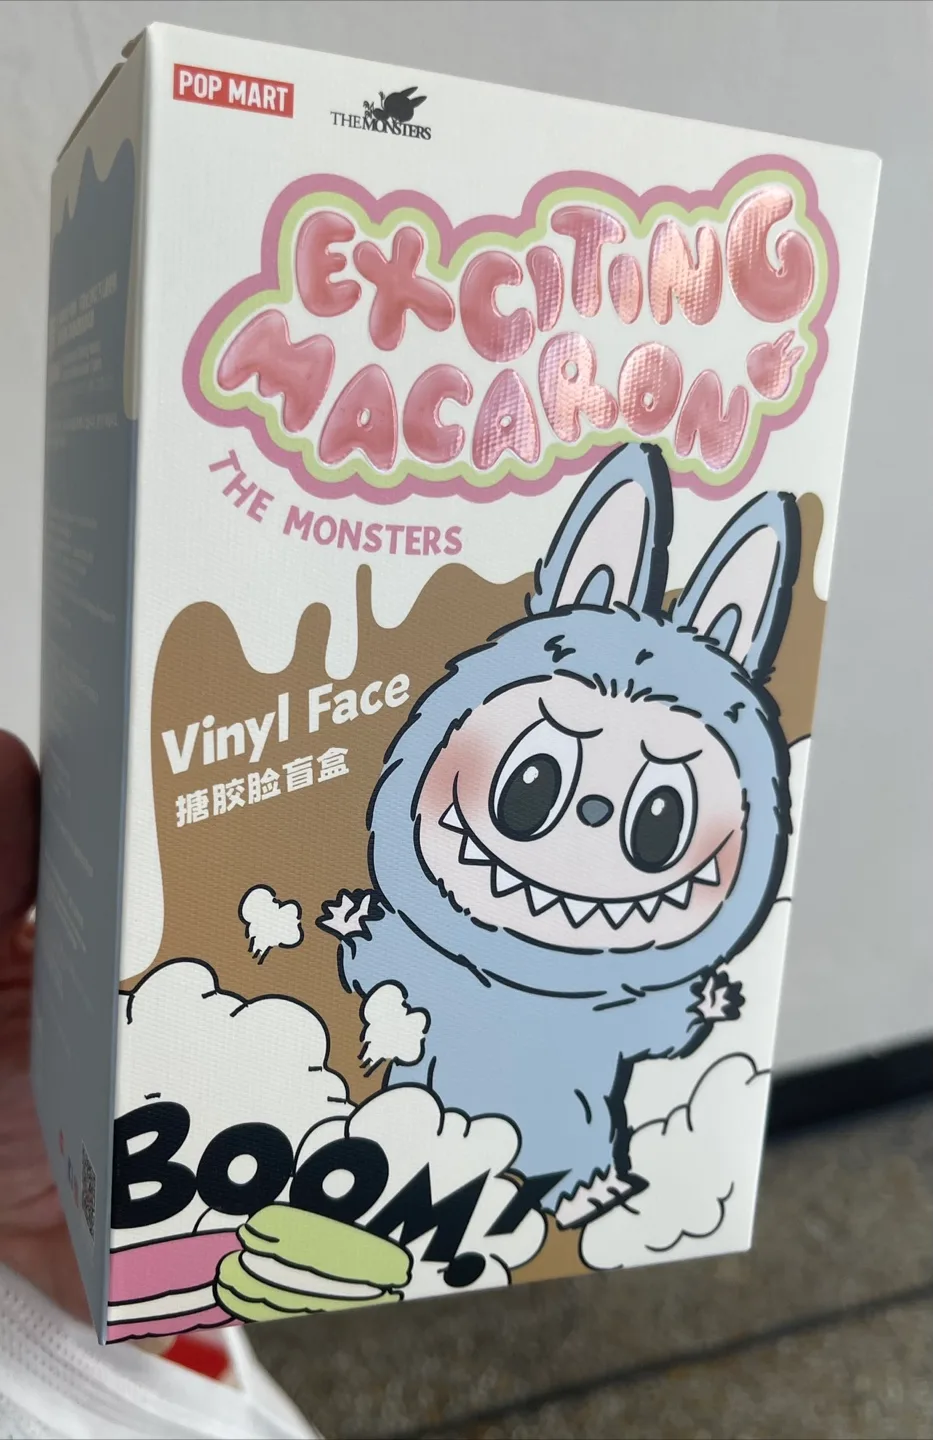 POP MART
THE MONSTERS
EXCITING
MACARON
THE MONSTERS
Vinyl Face
搪胶脸盲盒
BOOM!